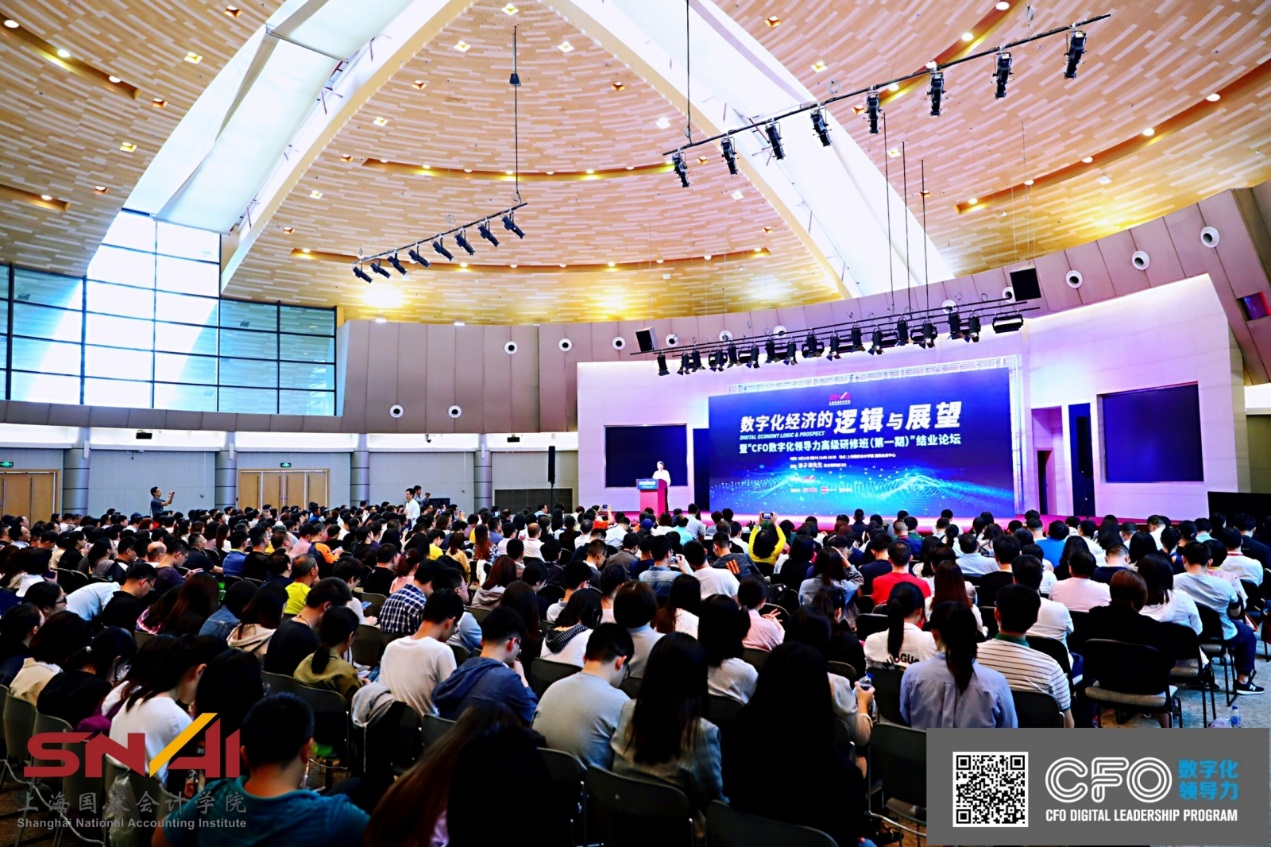 SNAI
数字化经济的逻辑与展望
DIGITAL ECONOMY LOGIC & PROSPECT
暨“CFO数字化领导力高级研修班(第一期)”结业论坛
SNAI
上海国家会计学院
Shanghai National Accounting Institute
CFO 数字化
领导力
CFO DIGITAL LEADERSHIP PROGRAM